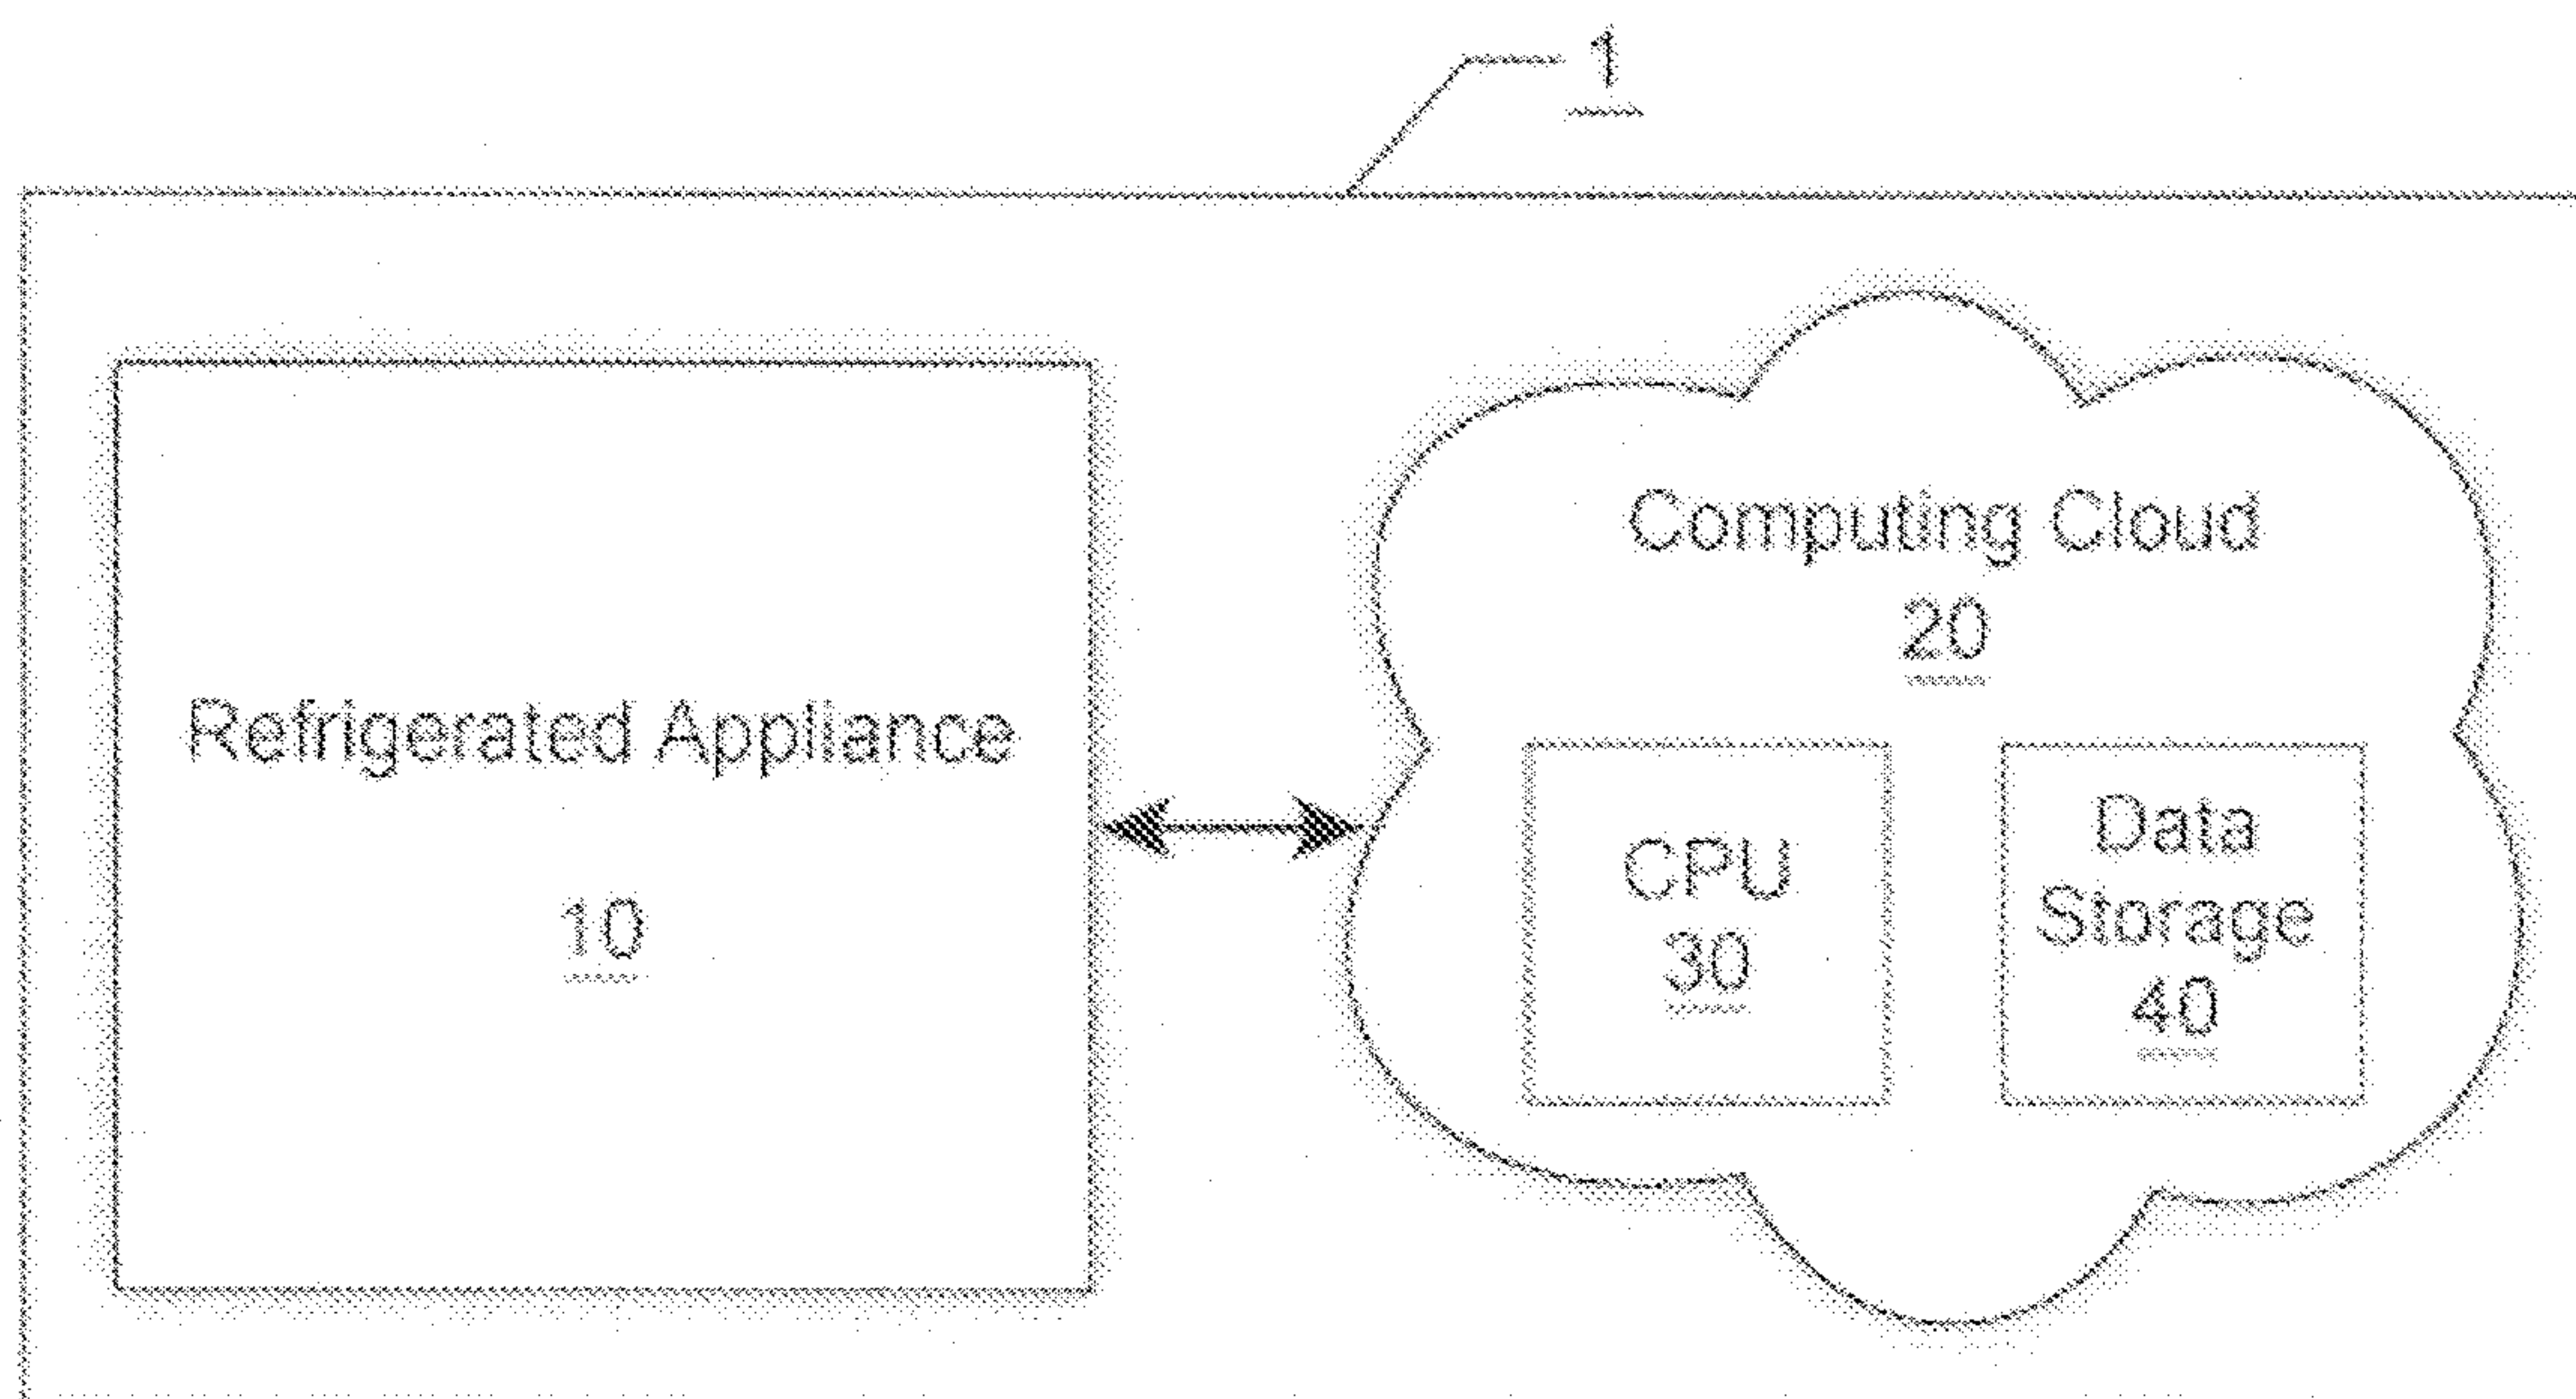 1
Refrigerated Appliance
10
Computing Cloud
20
CPU
30
Data
Storage
40